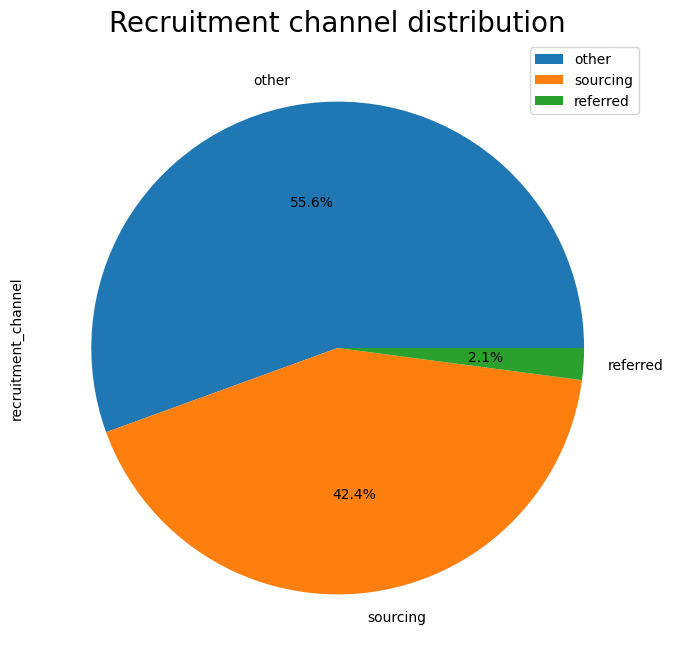 Recruitment channel distribution
other
sourcing
referred
other
55.6%
recruitment_channel
2.1%
referred
42.4%
sourcing